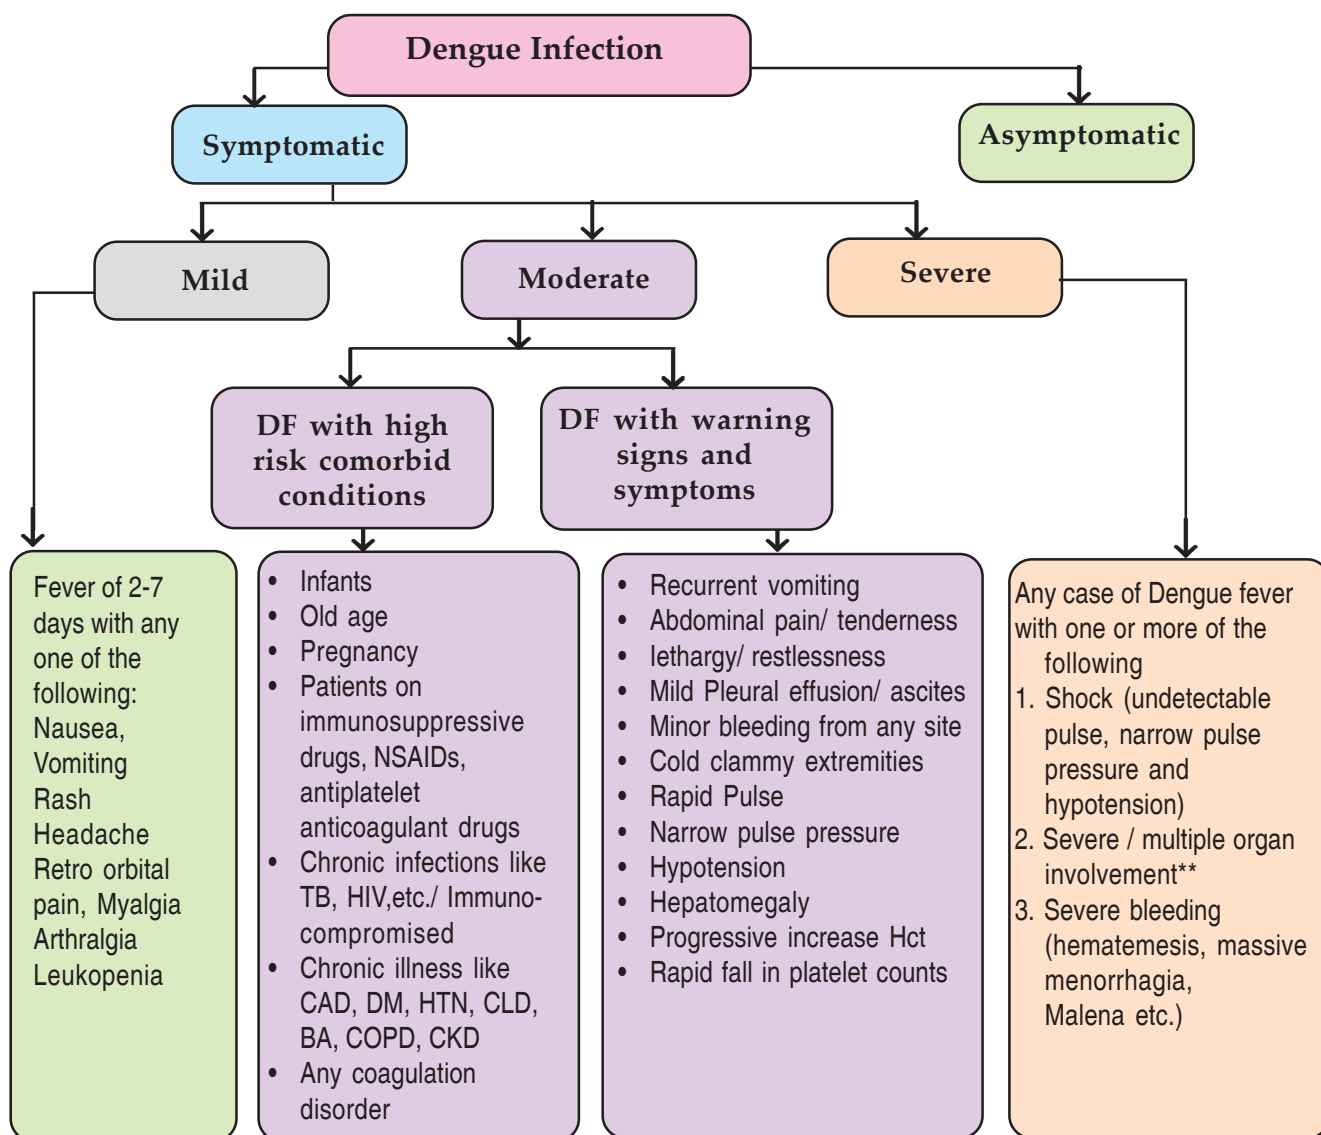 Dengue Infection
Symptomatic
Asymptomatic
Mild
Moderate
Severe
DF with high
risk comorbid
conditions
DF with warning
signs and
symptoms
Fever of 2-7
days with any
one of the
following:
Nausea,
Vomiting
Rash
Headache
Retro orbital
pain, Myalgia
Arthralgia
Leukopenia
• Infants
• Old age
• Pregnancy
• Patients on
immunosuppressive
drugs, NSAIDs,
antiplatelet
anticoagulant drugs
• Chronic infections like
TB, HIV,etc./ Immuno-
compromised
• Chronic illness like
CAD, DM, HTN, CLD,
BA, COPD, CKD
• Any coagulation
disorder
• Recurrent vomiting
• Abdominal pain/ tenderness
• lethargy/ restlessness
• Mild Pleural effusion/ ascites
• Minor bleeding from any site
• Cold clammy extremities
• Rapid Pulse
• Narrow pulse pressure
• Hypotension
• Hepatomegaly
• Progressive increase Hct
• Rapid fall in platelet counts
Any case of Dengue fever
with one or more of the
following
1. Shock (undetectable
pulse, narrow pulse
pressure and
hypotension)
2. Severe / multiple organ
involvement**
3. Severe bleeding
(hematemesis, massive
menorrhagia,
Malena etc.)